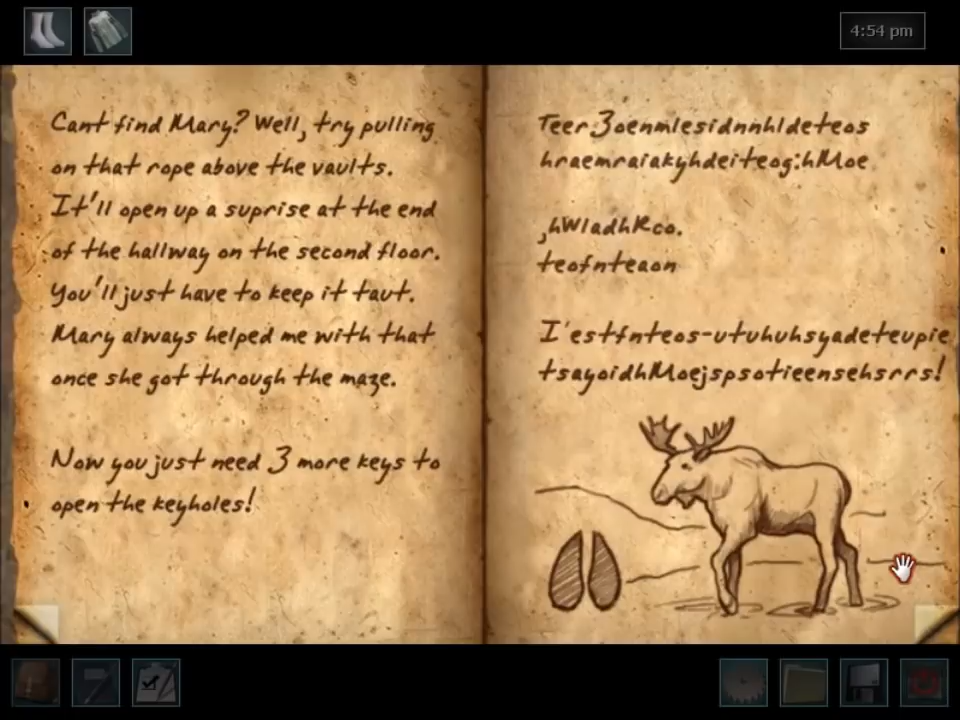 4:54 pm
Cant find Mary? Well, try pulling
on that rope above the vaults.
It'll open up a suprise at the end
of the hallway on the second floor.
You'll just have to keep it taut.
Mary always helped me with that
once she got through the maze.
Now you just need 3 more keys to
open the keyholes!
Teer3oenmlesidnnhldeteos
hraemraiakyhdeiteog:hMoe
,hWladhRco.
teofnteaon
I'estfnteos-utuhuhsyadeteupie
tsayoidhMoejspsotieensehsrrs!